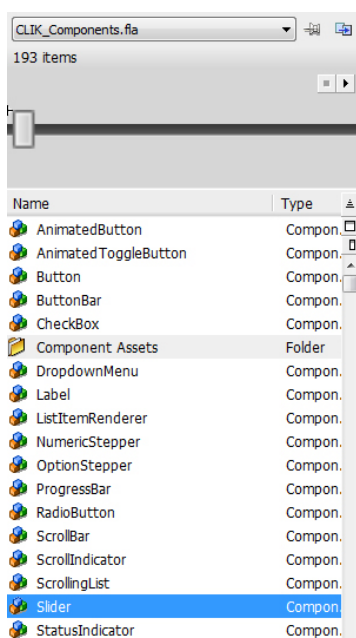 CLIK_Components.fla
193 items
Name Type
AnimatedButton Compon.
AnimatedToggleButton Compon.
Button Compon.
ButtonBar Compon.
CheckBox Compon.
Component Assets Folder
DropdownMenu Compon.
Label Compon.
ListItemRenderer Compon.
NumericStepper Compon.
OptionStepper Compon.
ProgressBar Compon.
RadioButton Compon.
ScrollBar Compon.
ScrollIndicator Compon.
ScrollingList Compon.
Slider Compon.
StatusIndicator Compon.